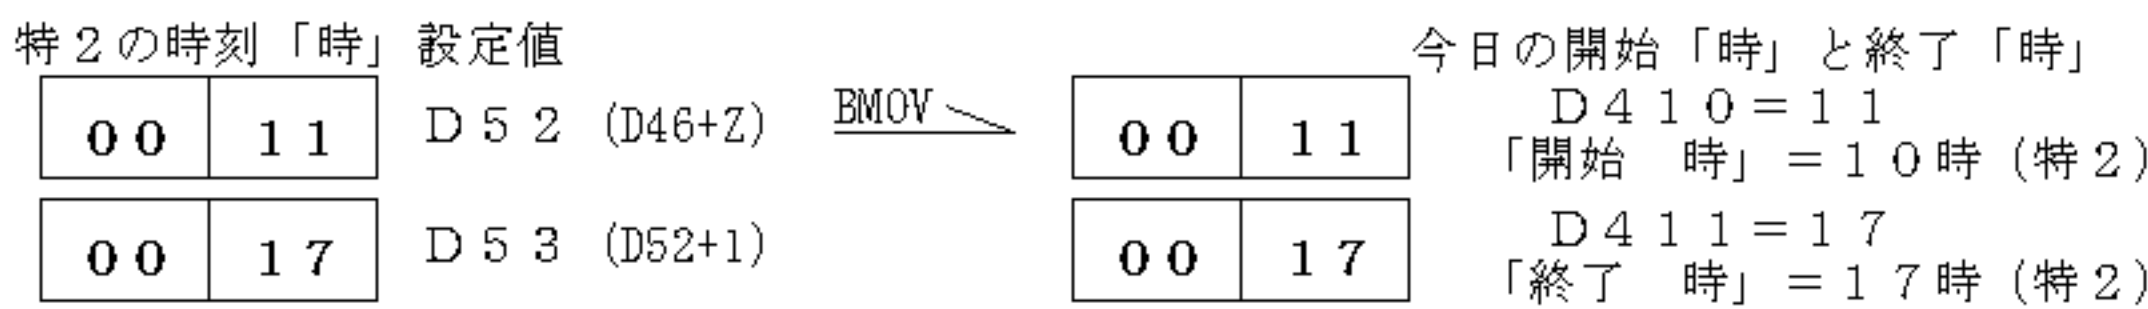 特２の時刻「時」設定値
今日の開始「時」と終了「時」
００ １１ Ｄ５２ (D46+Z) BMOV ００ １１ Ｄ４１０＝１１
「開始　時」＝１０時（特２）
００ １７ Ｄ５３ (D52+1) ００ １７ Ｄ４１１＝１７
「終了　時」＝１７時（特２）